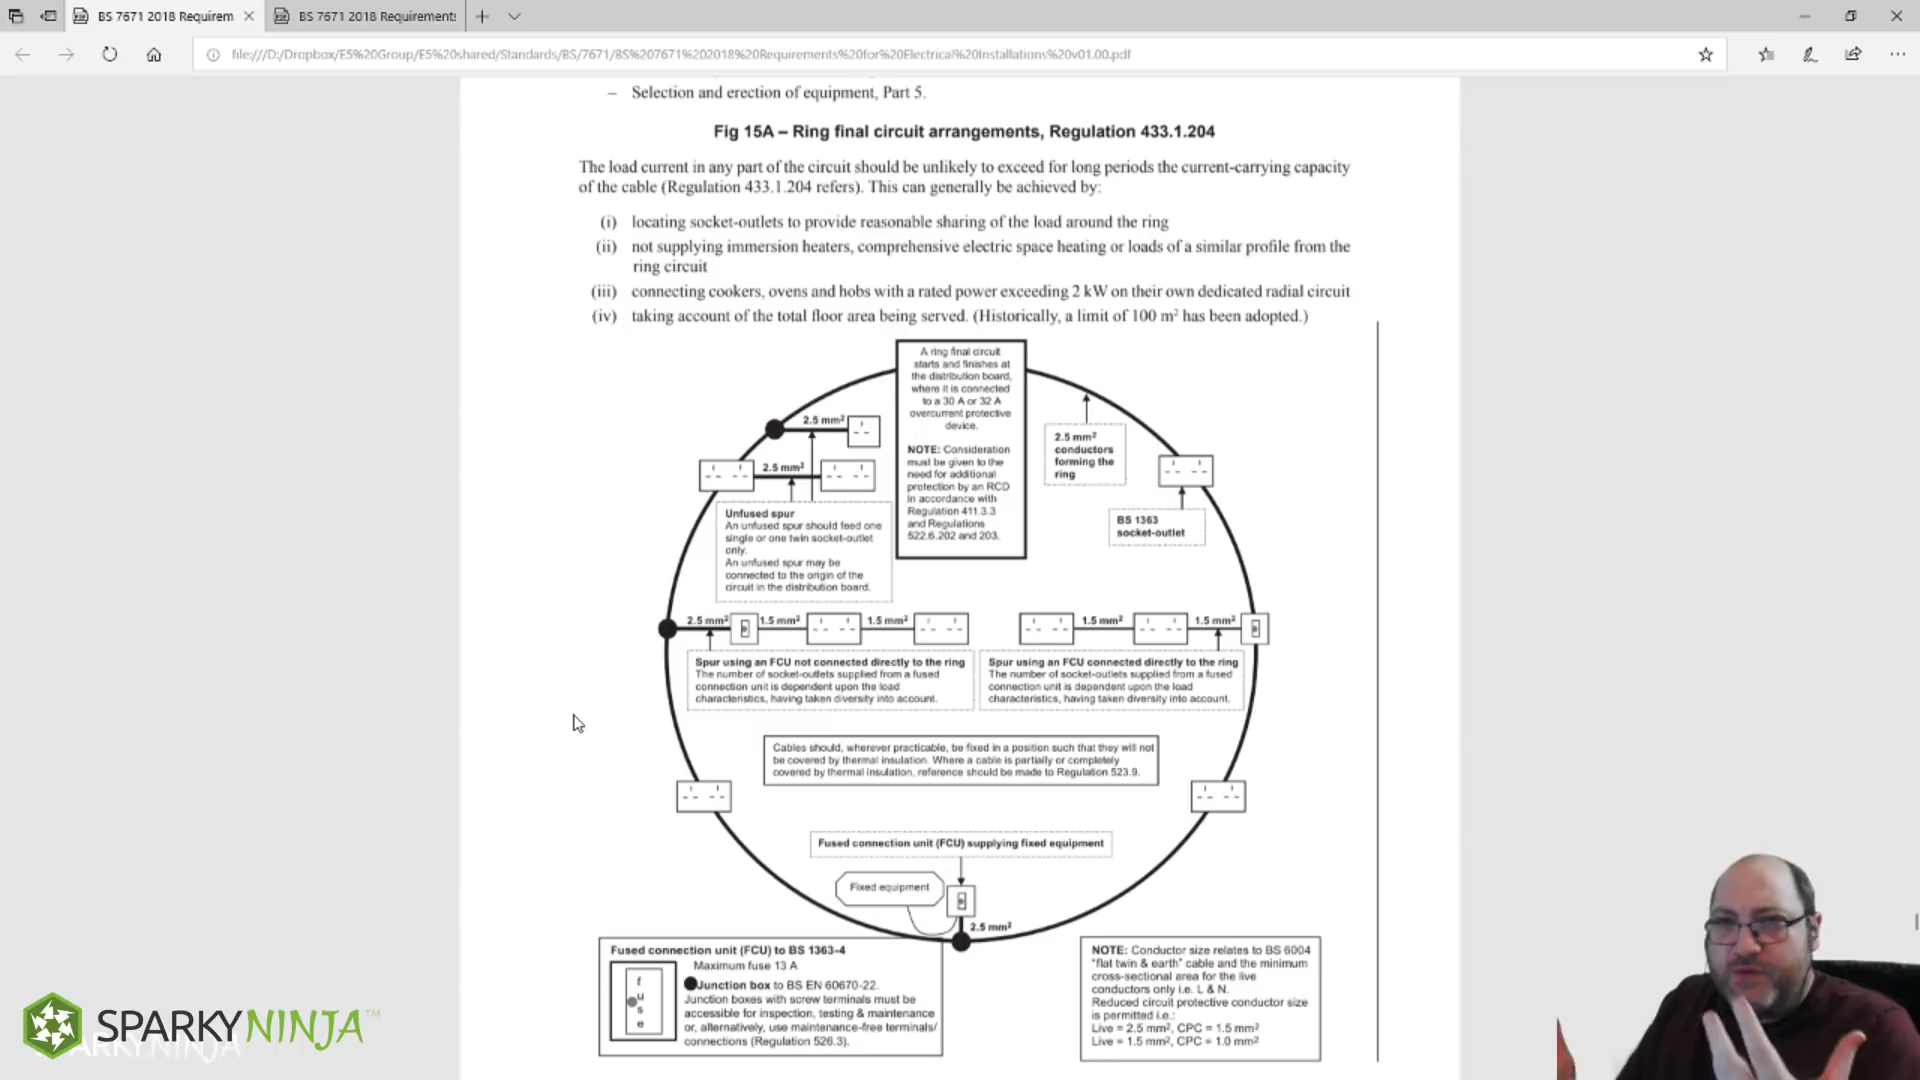 BS 7671 2018 Requirem
BS 7671 2018 Requirements
file:///D:/Dropbox/E5%20Group/E5%20shared/Standards/BS/7671/BS%207671%202018%20Requirements%20for%20Electrical%20Installations%20v01.00.pdf
– Selection and erection of equipment, Part 5.
Fig 15A – Ring final circuit arrangements, Regulation 433.1.204
The load current in any part of the circuit should be unlikely to exceed for long periods the current-carrying capacity
of the cable (Regulation 433.1.204 refers). This can generally be achieved by:
(i) locating socket-outlets to provide reasonable sharing of the load around the ring
(ii) not supplying immersion heaters, comprehensive electric space heating or loads of a similar profile from the
ring circuit
(iii) connecting cookers, ovens and hobs with a rated power exceeding 2 kW on their own dedicated radial circuit
(iv) taking account of the total floor area being served. (Historically, a limit of 100 m² has been adopted.)
A ring final circuit
starts and finishes at
the distribution board,
where it is connected
to a 30 A or 32 A
overcurrent protective
device.
NOTE: Consideration
must be given to the
need for additional
protection by an RCD
in accordance with
Regulation 411.3.3
and Regulations
522.6.202 and 203.
2.5 mm²
2.5 mm²
2.5 mm²
conductors
forming the
ring
BS 1363
socket-outlet
Unfused spur
An unfused spur should feed one
single or one twin socket-outlet
only.
An unfused spur may be
connected to the origin of the
circuit in the distribution board.
2.5 mm² 1.5 mm² 1.5 mm²
1.5 mm² 1.5 mm²
Spur using an FCU not connected directly to the ring
The number of socket-outlets supplied from a fused
connection unit is dependent upon the load
characteristics, having taken diversity into account.
Spur using an FCU connected directly to the ring
The number of socket-outlets supplied from a fused
connection unit is dependent upon the load
characteristics, having taken diversity into account.
Cables should, wherever practicable, be fixed in a position such that they will not
be covered by thermal insulation. Where a cable is partially or completely
covered by thermal insulation, reference should be made to Regulation 523.9.
Fused connection unit (FCU) supplying fixed equipment
Fixed equipment
2.5 mm²
Fused connection unit (FCU) to BS 1363-4
Maximum fuse 13 A
f
u
s
e
Junction box to BS EN 60670-22.
Junction boxes with screw terminals must be
accessible for inspection, testing & maintenance
or, alternatively, use maintenance-free terminals/
connections (Regulation 526.3).
NOTE: Conductor size relates to BS 6004
"flat twin & earth" cable and the minimum
cross-sectional area for the live
conductors only i.e. L & N.
Reduced circuit protective conductor size
is permitted i.e.:
Live = 2.5 mm², CPC = 1.5 mm²
Live = 1.5 mm², CPC = 1.0 mm²
SPARKYNINJA™